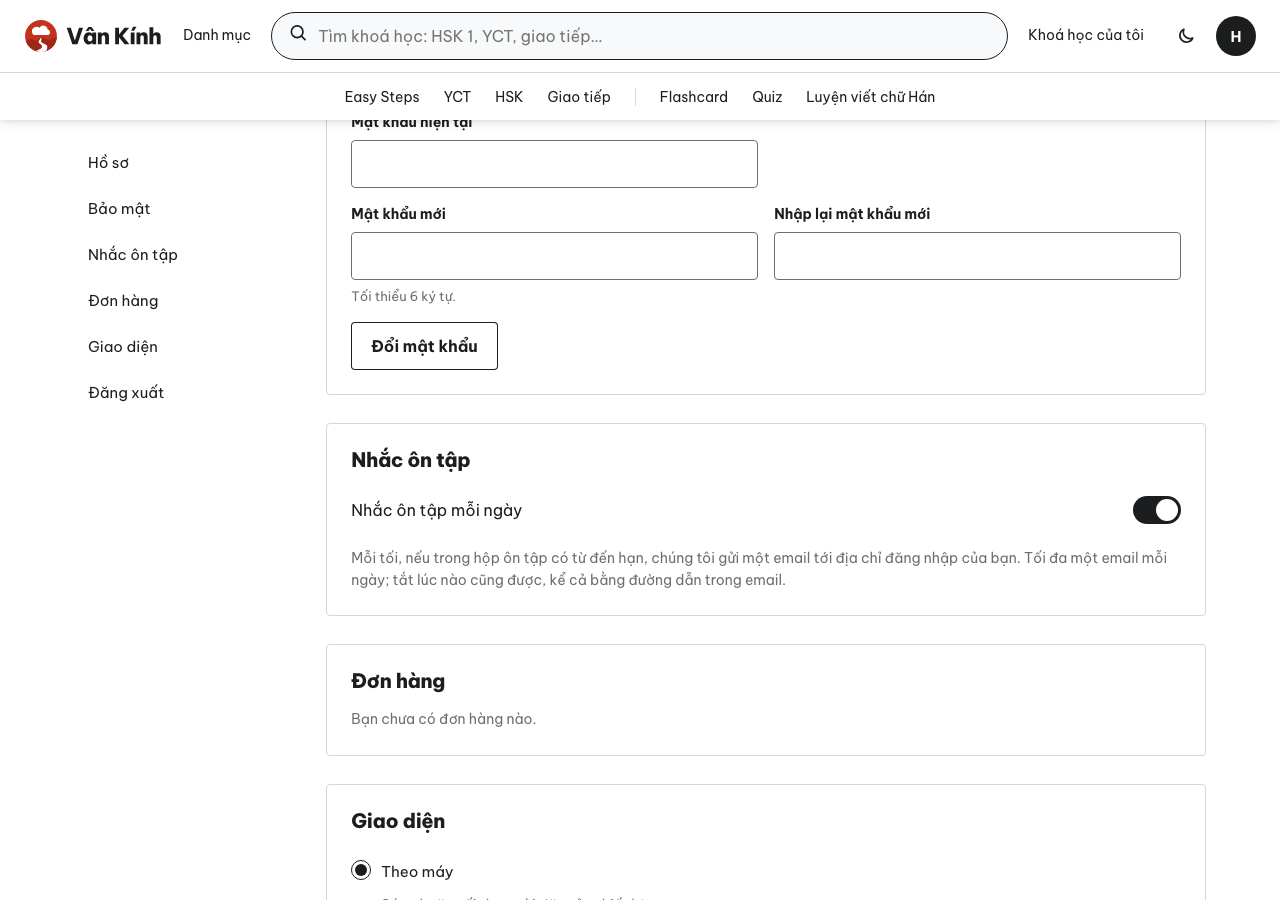 Vân Kính
Danh mục
Tìm khoá học: HSK 1, YCT, giao tiếp...
Khoá học của tôi
H
Easy Steps
YCT
HSK
Giao tiếp
Flashcard
Quiz
Luyện viết chữ Hán
Hồ sơ
Bảo mật
Nhắc ôn tập
Đơn hàng
Giao diện
Đăng xuất
Mật khẩu hiện tại
Mật khẩu mới
Nhập lại mật khẩu mới
Tối thiểu 6 ký tự.
Đổi mật khẩu
Nhắc ôn tập
Nhắc ôn tập mỗi ngày
Mỗi tối, nếu trong hộp ôn tập có từ đến hạn, chúng tôi gửi một email tới địa chỉ đăng nhập của bạn. Tối đa một email mỗi
ngày; tắt lúc nào cũng được, kể cả bằng đường dẫn trong email.
Đơn hàng
Bạn chưa có đơn hàng nào.
Giao diện
Theo máy